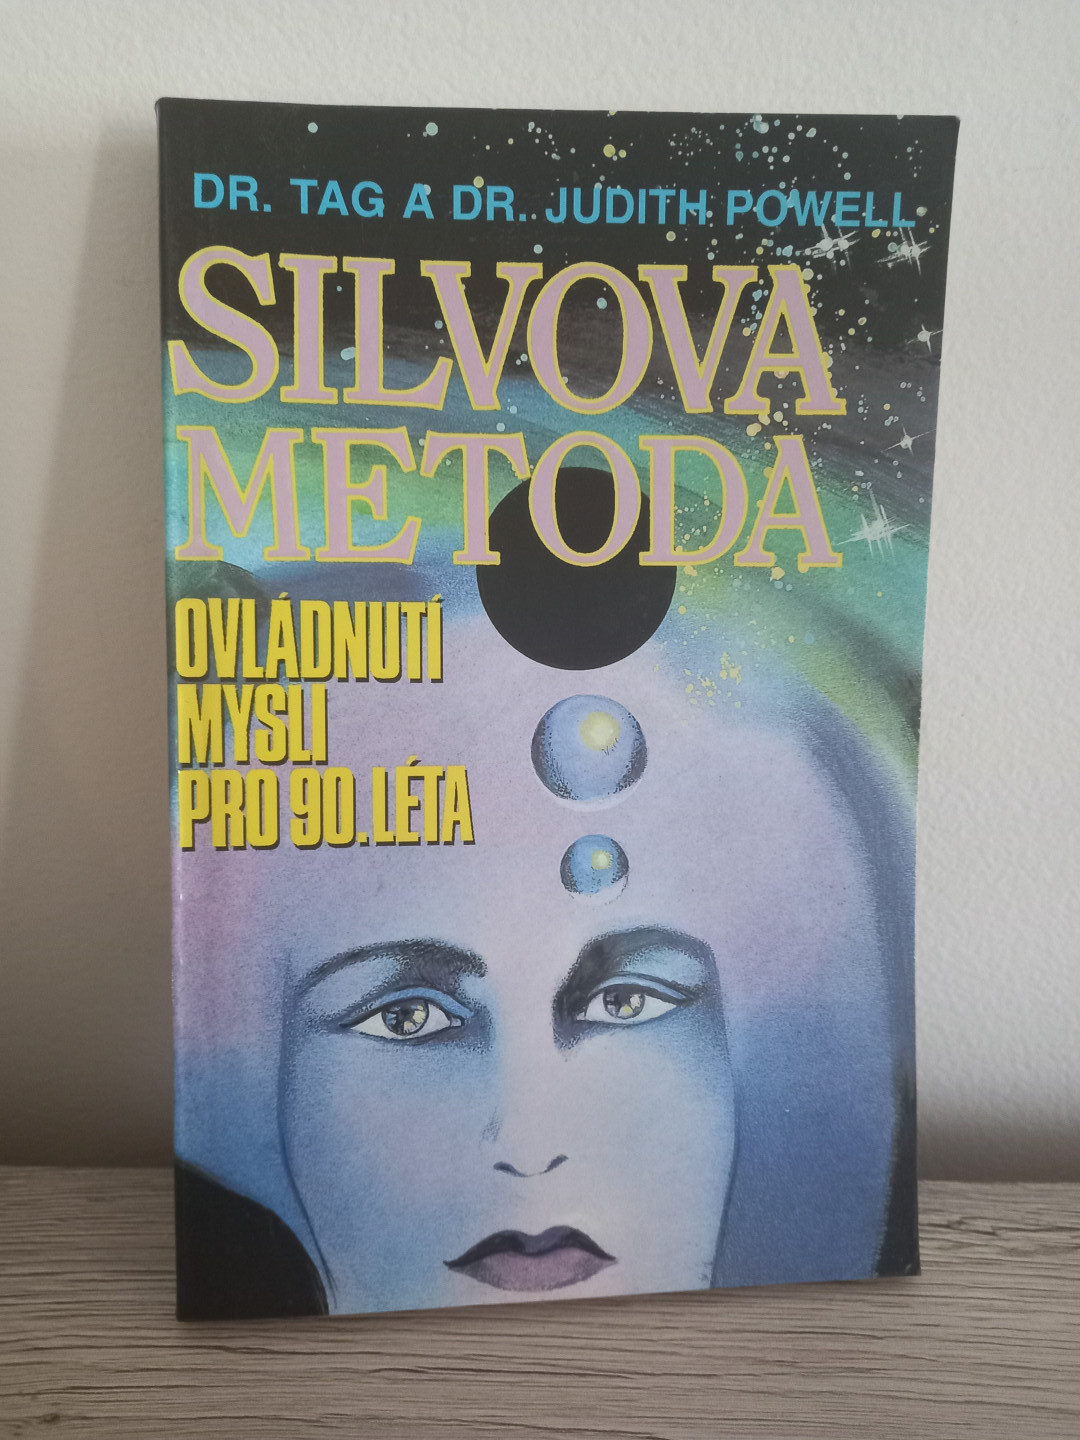 DR. TAG A DR. JUDITH POWELL
SILVOVA
METODA
OVLÁDNUTÍ
MYSLI
PRO 90. LÉTA